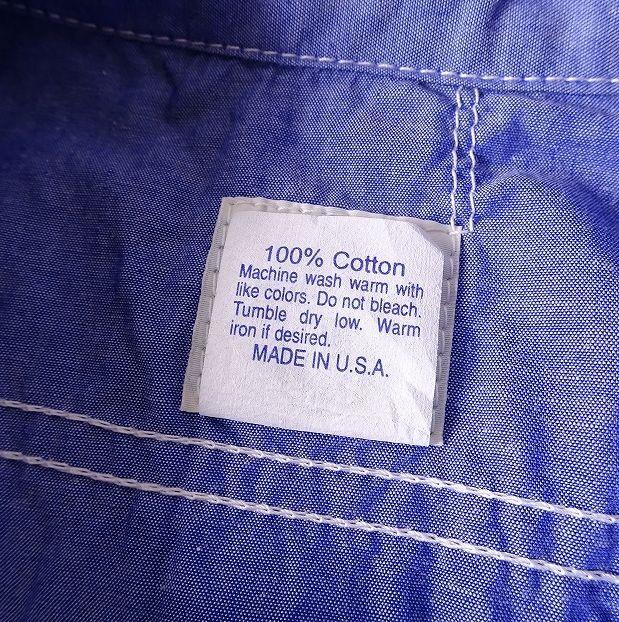 100% Cotton
Machine wash warm with
like colors. Do not bleach.
Tumble dry low. Warm
iron if desired.
MADE IN U.S.A.